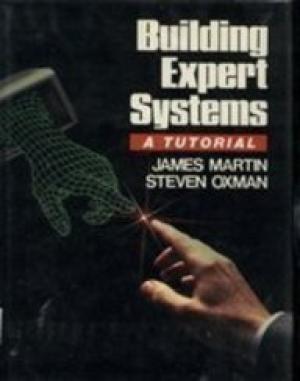 Building
Expert
Systems
A TUTORIAL
JAMES MARTIN
STEVEN OXMAN